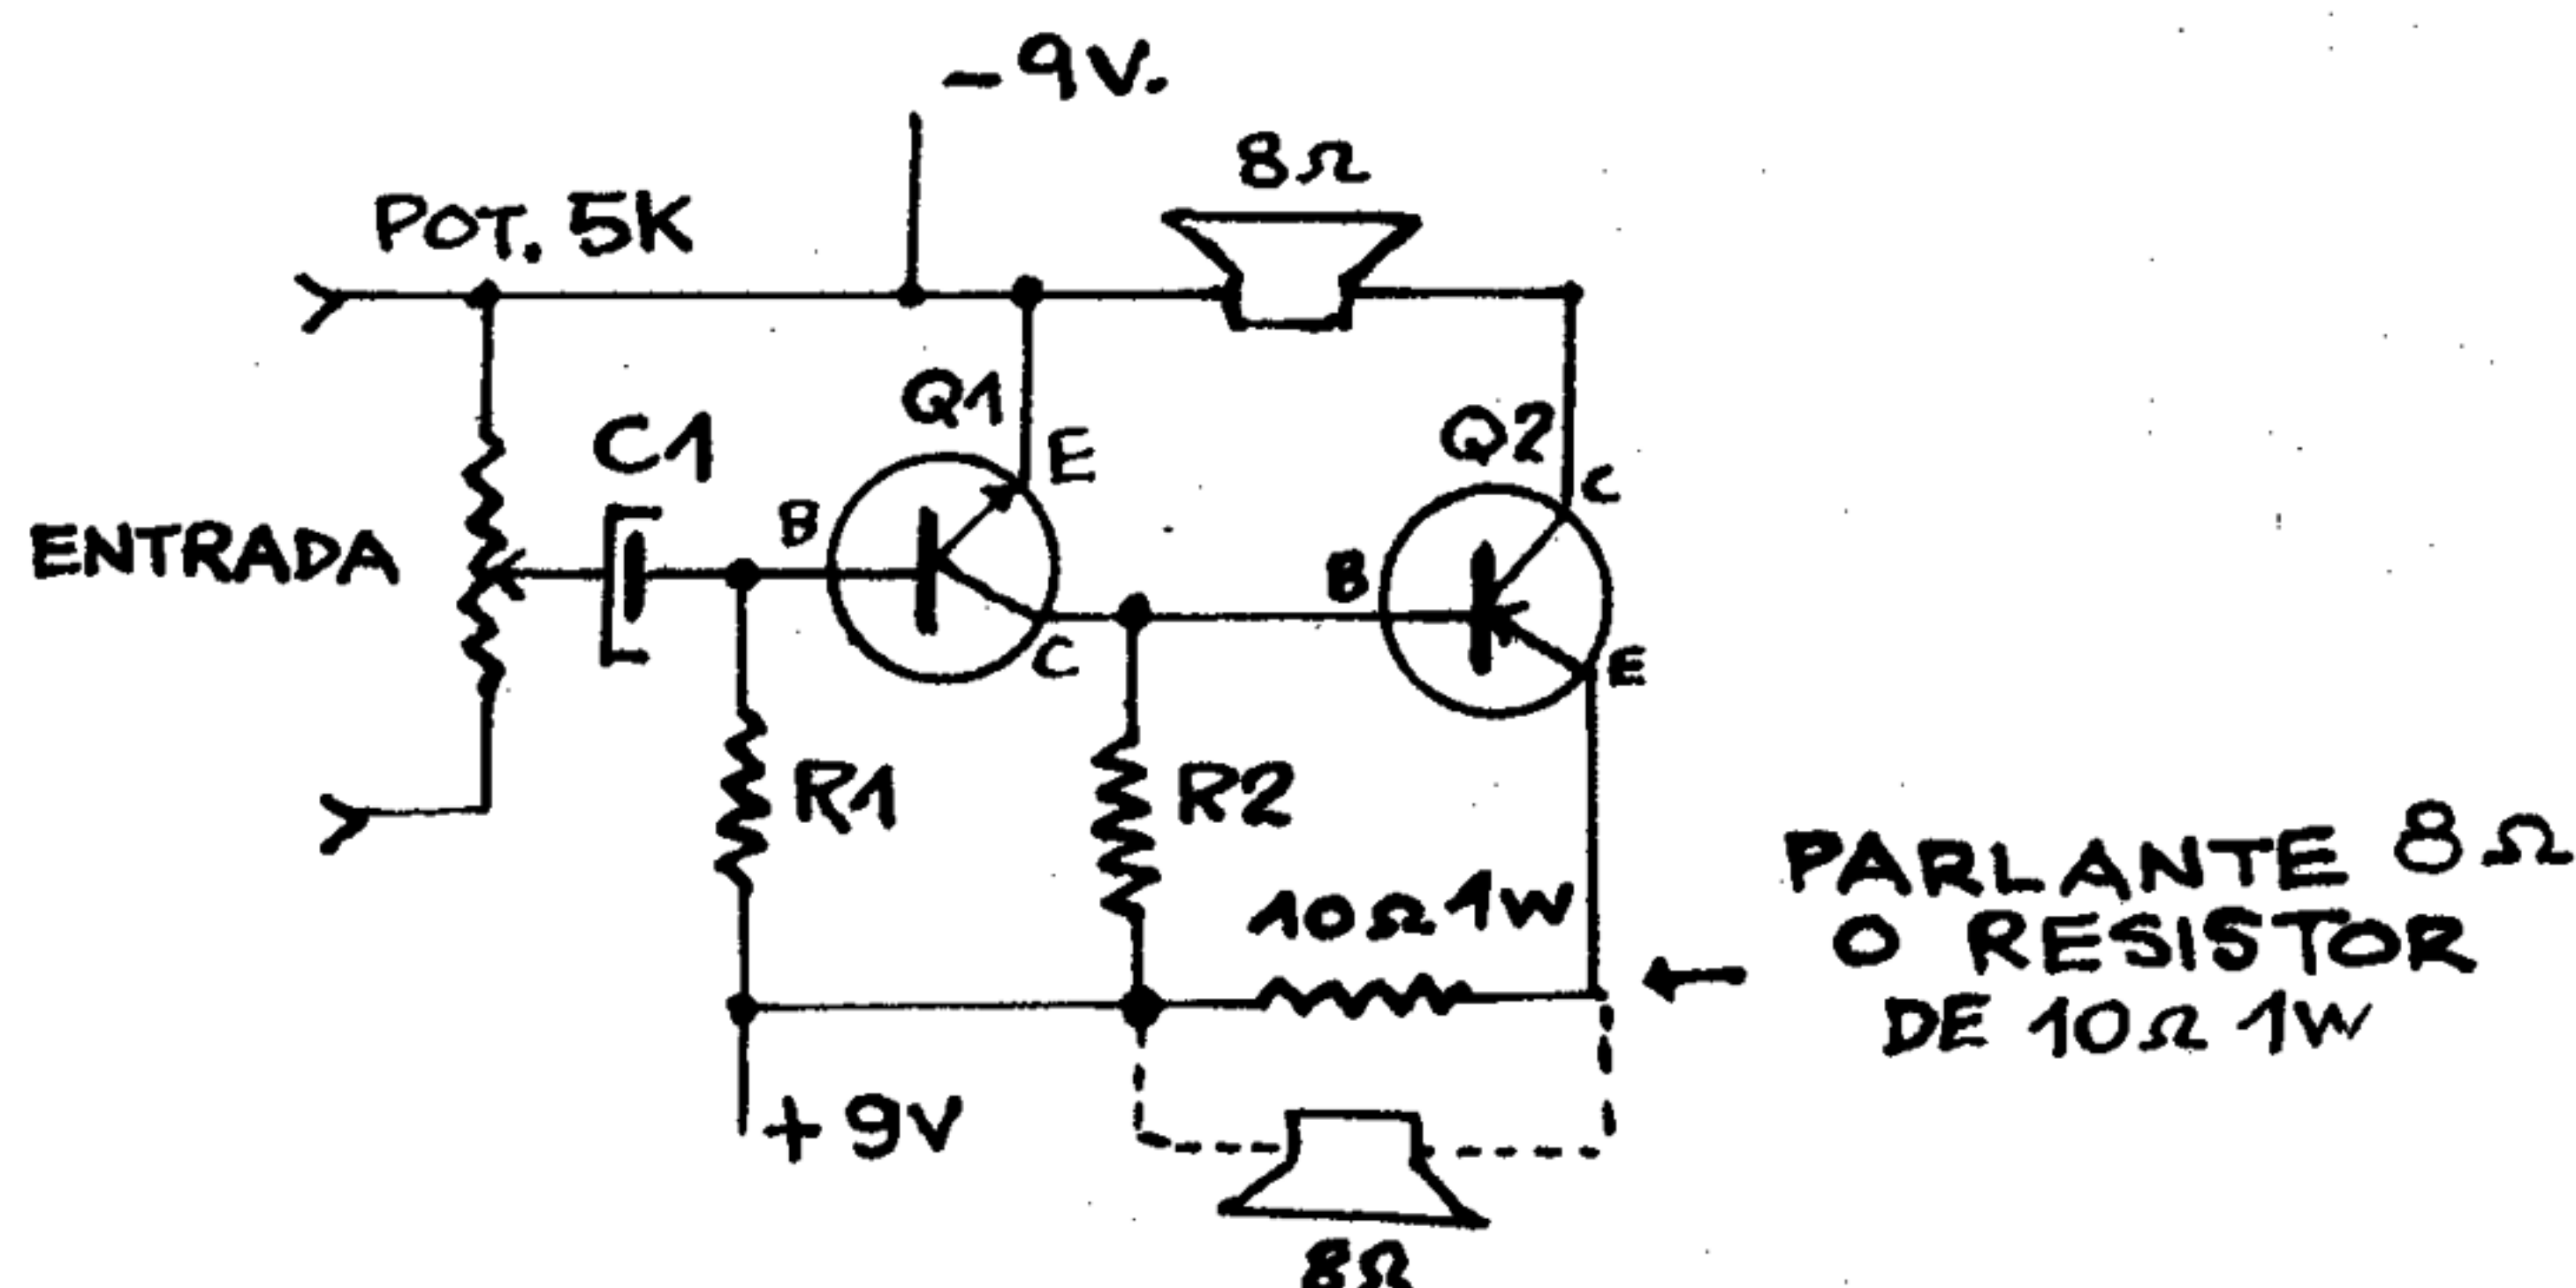 - 9V.
8Ω
POT. 5K
Q1
E
C1
Q2
C
B
ENTRADA
B
C
E
R1
R2
10Ω 1W
PARLANTE 8Ω
O RESISTOR
DE 10Ω 1W
+ 9V
8Ω